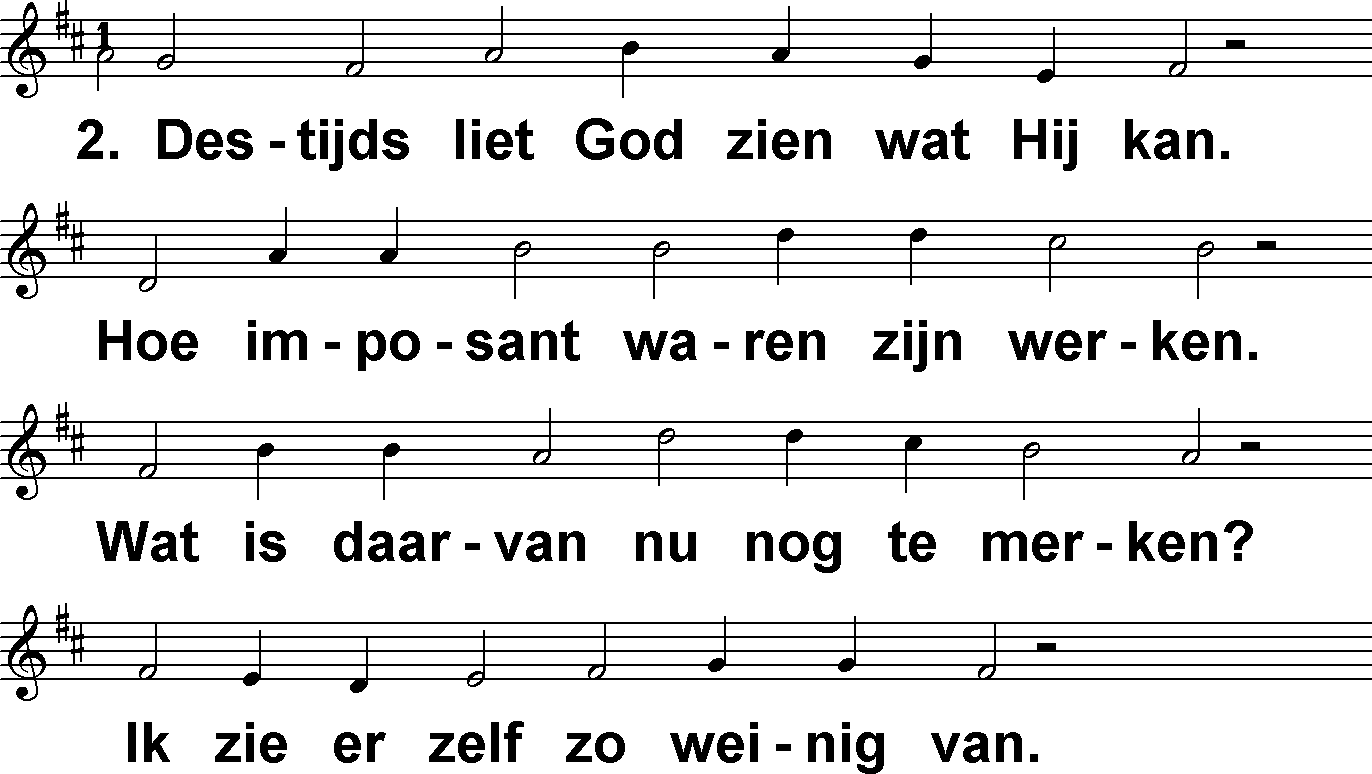 1
2. Des - tijds liet God zien wat Hij kan.
Hoe im - po - sant wa - ren zijn wer - ken.
Wat is daar - van nu nog te mer - ken?
Ik zie er zelf zo wei - nig van.